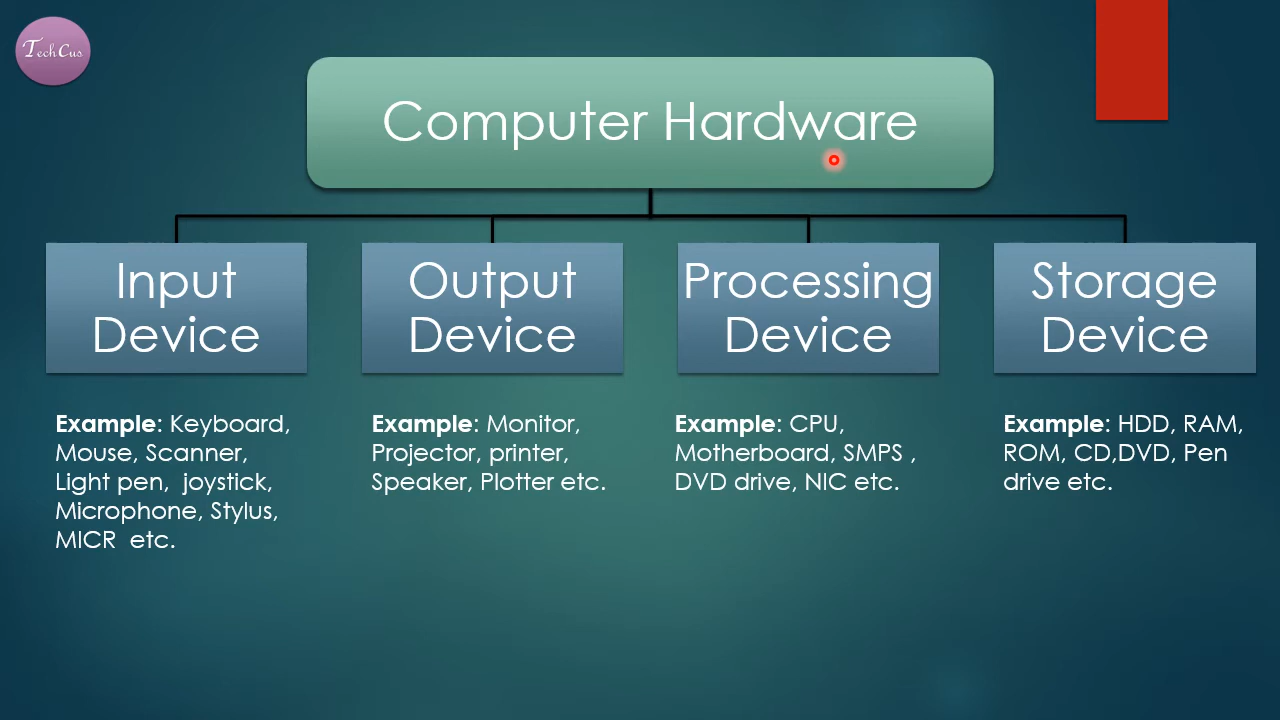 TechCus
Computer Hardware
Input
Device
Output
Device
Processing
Device
Storage
Device
Example: Keyboard,
Mouse, Scanner,
Light pen,  joystick,
Microphone, Stylus,
MICR  etc.
Example: Monitor,
Projector, printer,
Speaker, Plotter etc.
Example: CPU,
Motherboard, SMPS ,
DVD drive, NIC etc.
Example: HDD, RAM,
ROM, CD,DVD, Pen
drive etc.